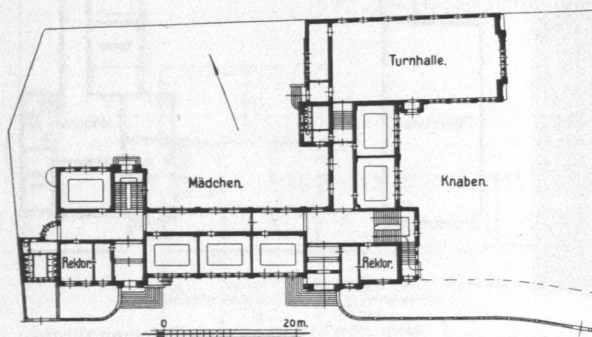 Turnhalle.
Mädchen.
Knaben.
Rektor.
Rektor.
0 20 m.